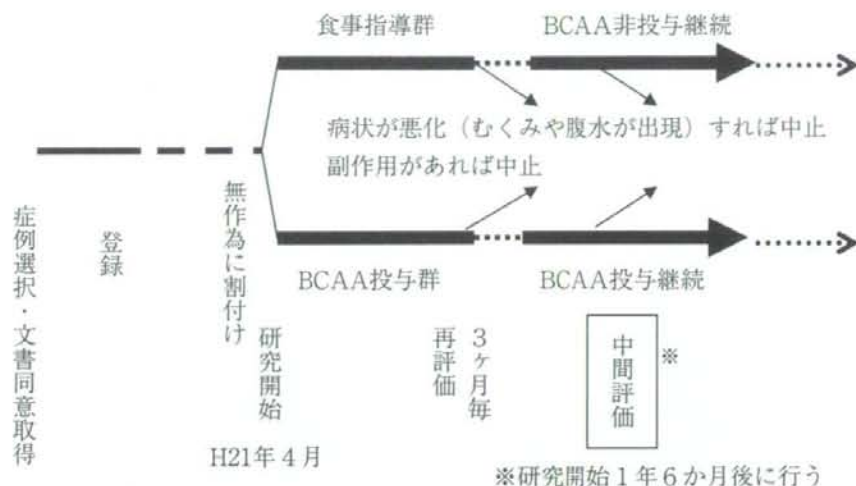 食事指導群
BCAA非投与継続
病状が悪化（むくみや腹水が出現）すれば中止
副作用があれば中止
BCAA投与群
BCAA投与継続
症例選択・文書同意取得
登録
無作為に割付け
研究開始
H21年４月
再評価
３ヶ月毎
中間評価
※
※研究開始１年６か月後に行う